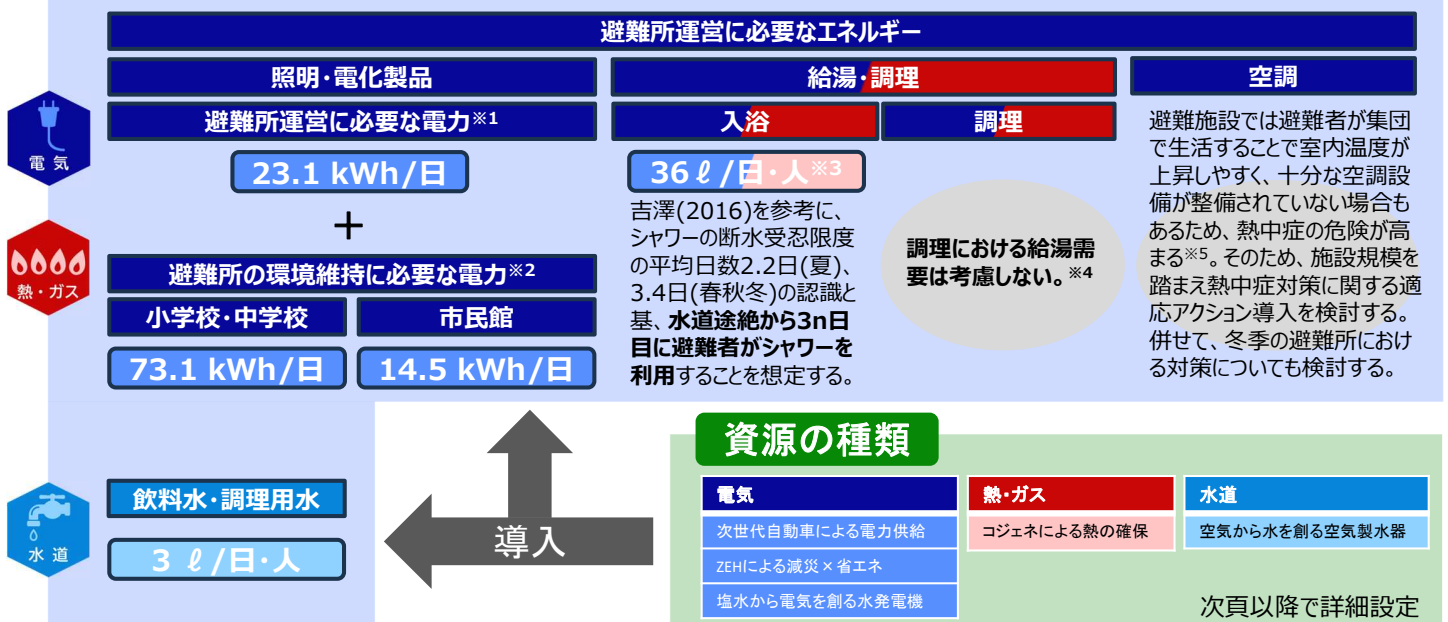 避難所運営に必要なエネルギー
照明・電化製品
避難所運営に必要な電力※1
23.1 kWh/日
＋
避難所の環境維持に必要な電力※2
小学校・中学校
市民館
73.1 kWh/日
14.5 kWh/日
給湯・調理
入浴
調理
36ℓ/日・人※3
吉澤(2016)を参考に、
シャワーの断水受忍限度
の平均日数2.2日(夏)、
3.4日(春秋冬)の認識と
基、水道途絶から3n日
目に避難者がシャワーを
利用することを想定する。
調理における給湯需
要は考慮しない。※4
空調
避難施設では避難者が集団
で生活することで室内温度が
上昇しやすく、十分な空調設
備が整備されていない場合も
あるため、熱中症の危険が高
まる※5。そのため、施設規模を
踏まえ熱中症対策に関する適
応アクション導入を検討する。
併せて、冬季の避難所におけ
る対策についても検討する。
電気
熱・ガス
水道
飲料水・調理用水
3 ℓ/日・人
導入
資源の種類
電気
次世代自動車による電力供給
ZEHによる減災×省エネ
塩水から電気を創る水発電機
熱・ガス
コジェネによる熱の確保
水道
空気から水を創る空気製水器
次頁以降で詳細設定